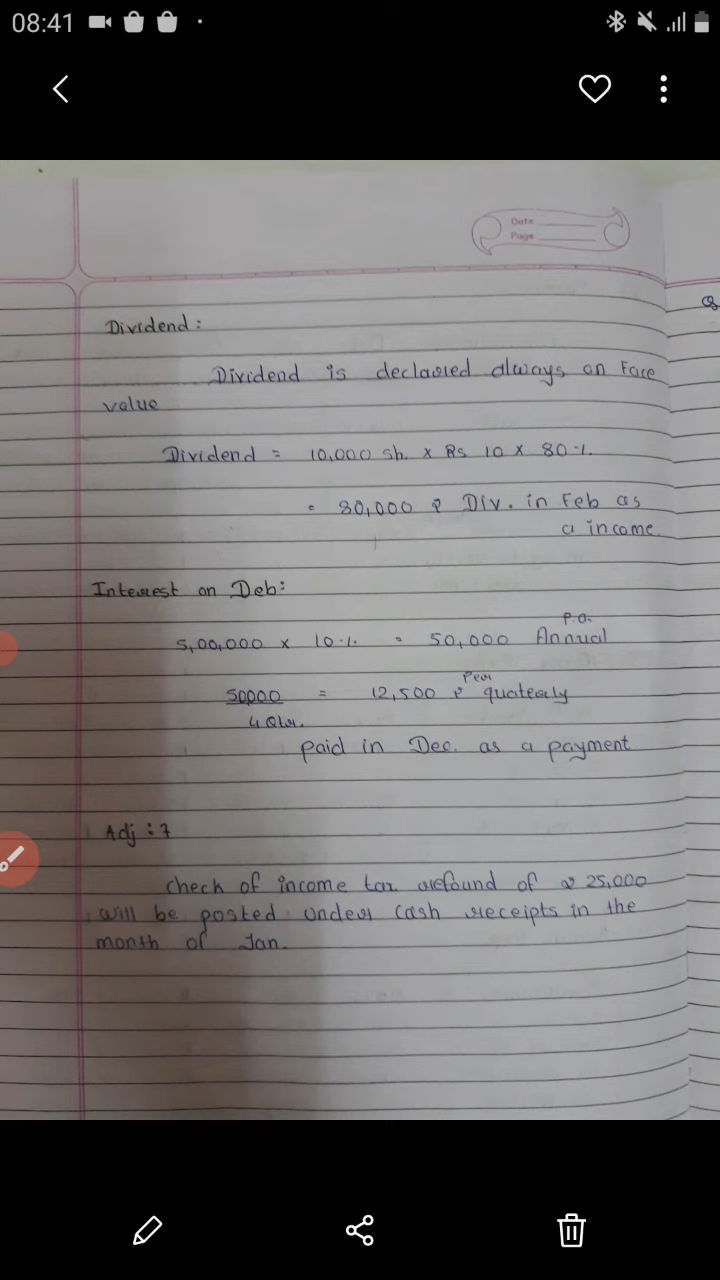 08:41
Date
Page
Dividend :
Dividend is declared always on Face
value
Dividend = 10,000 sh. x Rs 10 x 80 %.
= 80,000 ₹ Div. in Feb as
a income.
Interest on Deb :
P.a.
5,00,000 x 10 %. = 50,000 Annual
Per
50000 = 12,500 ₹ quaterly
4 Qtr.
paid in Dec. as a payment
Adj : 7
check of income tax refound of ₹ 25,000
will be posted under cash receipts in the
month of Jan.